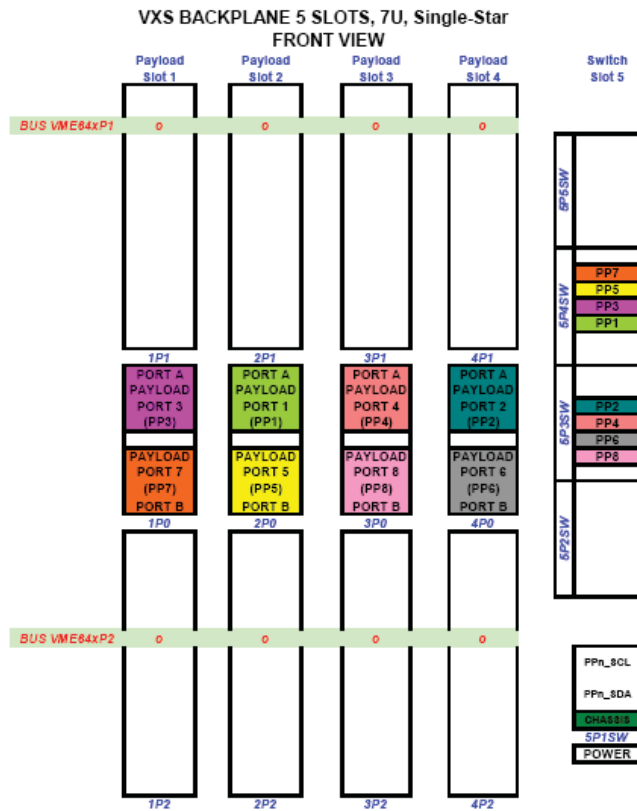 VXS BACKPLANE 5 SLOTS, 7U, Single-Star
FRONT VIEW
Payload Slot 1
Payload Slot 2
Payload Slot 3
Payload Slot 4
Switch Slot 5
BUS VME64xP1 o o o o
5P5SW
5P4SW
PP7
PP5
PP3
PP1
1P1 2P1 3P1 4P1
PORT A PAYLOAD PORT 3 (PP3)
PORT A PAYLOAD PORT 1 (PP1)
PORT A PAYLOAD PORT 4 (PP4)
PORT A PAYLOAD PORT 2 (PP2)
5P3SW
PP2
PP4
PP6
PP8
PAYLOAD PORT 7 (PP7) PORT B
PAYLOAD PORT 5 (PP5) PORT B
PAYLOAD PORT 8 (PP8) PORT B
PAYLOAD PORT 6 (PP6) PORT B
1P0 2P0 3P0 4P0
5P2SW
BUS VME64xP2 o o o o
PPn_SCL
PPn_SDA
CHASSIS
5P1SW
POWER
1P2 2P2 3P2 4P2